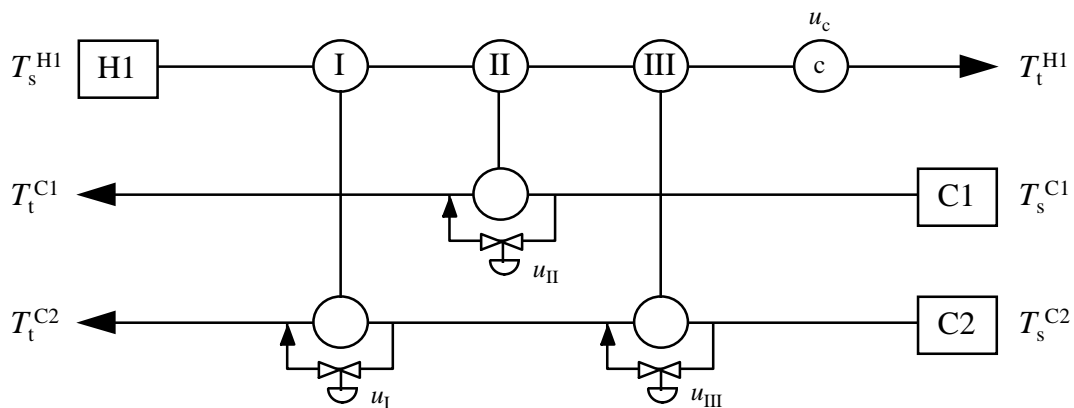 u_c
T_s^H1 H1 I II III c T_t^H1
T_t^C1 C1 T_s^C1
u_II
T_t^C2 C2 T_s^C2
u_I u_III